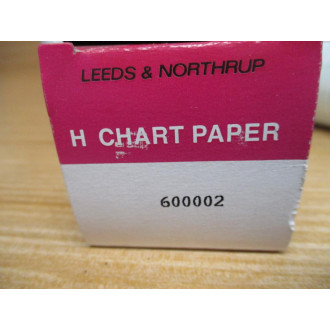 LEEDS & NORTHRUP
H CHART PAPER
600002